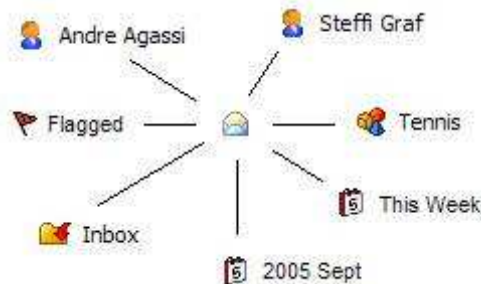 Steffi Graf
Andre Agassi
Flagged
Tennis
This Week
Inbox
2005 Sept